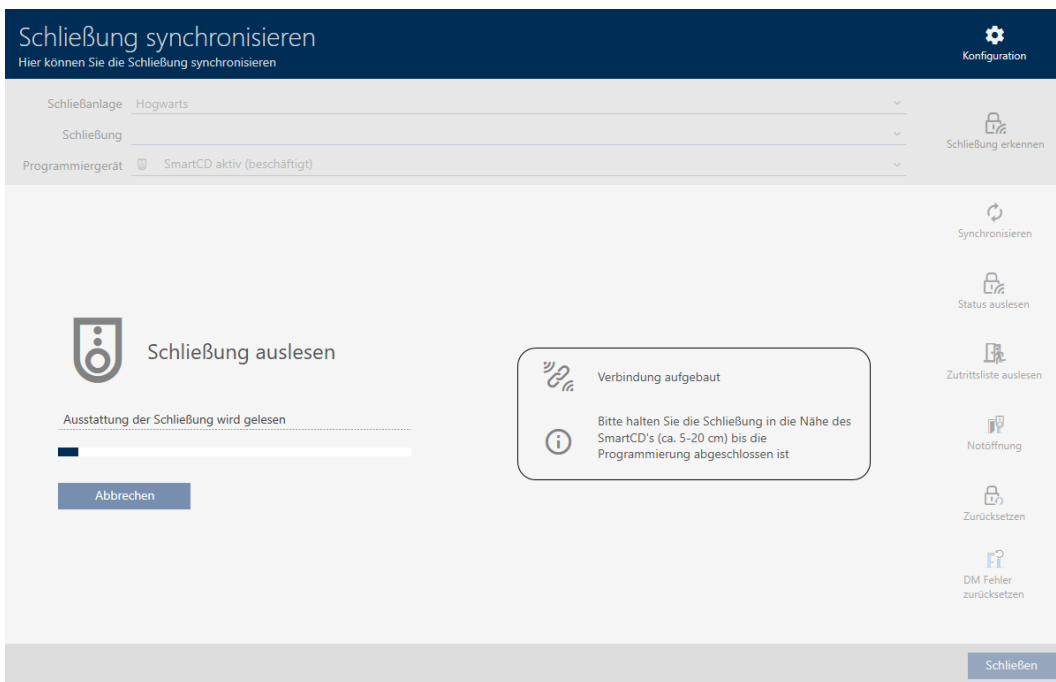 Schließung synchronisieren
Hier können Sie die Schließung synchronisieren
Konfiguration
Schließanlage Hogwarts
Schließung
Programmiergerät SmartCD aktiv (beschäftigt)
Schließung erkennen
Synchronisieren
Status auslesen
Zutrittsliste auslesen
Notöffnung
Zurücksetzen
DM Fehler
zurücksetzen
Schließung auslesen
Ausstattung der Schließung wird gelesen
Abbrechen
Verbindung aufgebaut
Bitte halten Sie die Schließung in die Nähe des
SmartCD's (ca. 5-20 cm) bis die
Programmierung abgeschlossen ist
Schließen